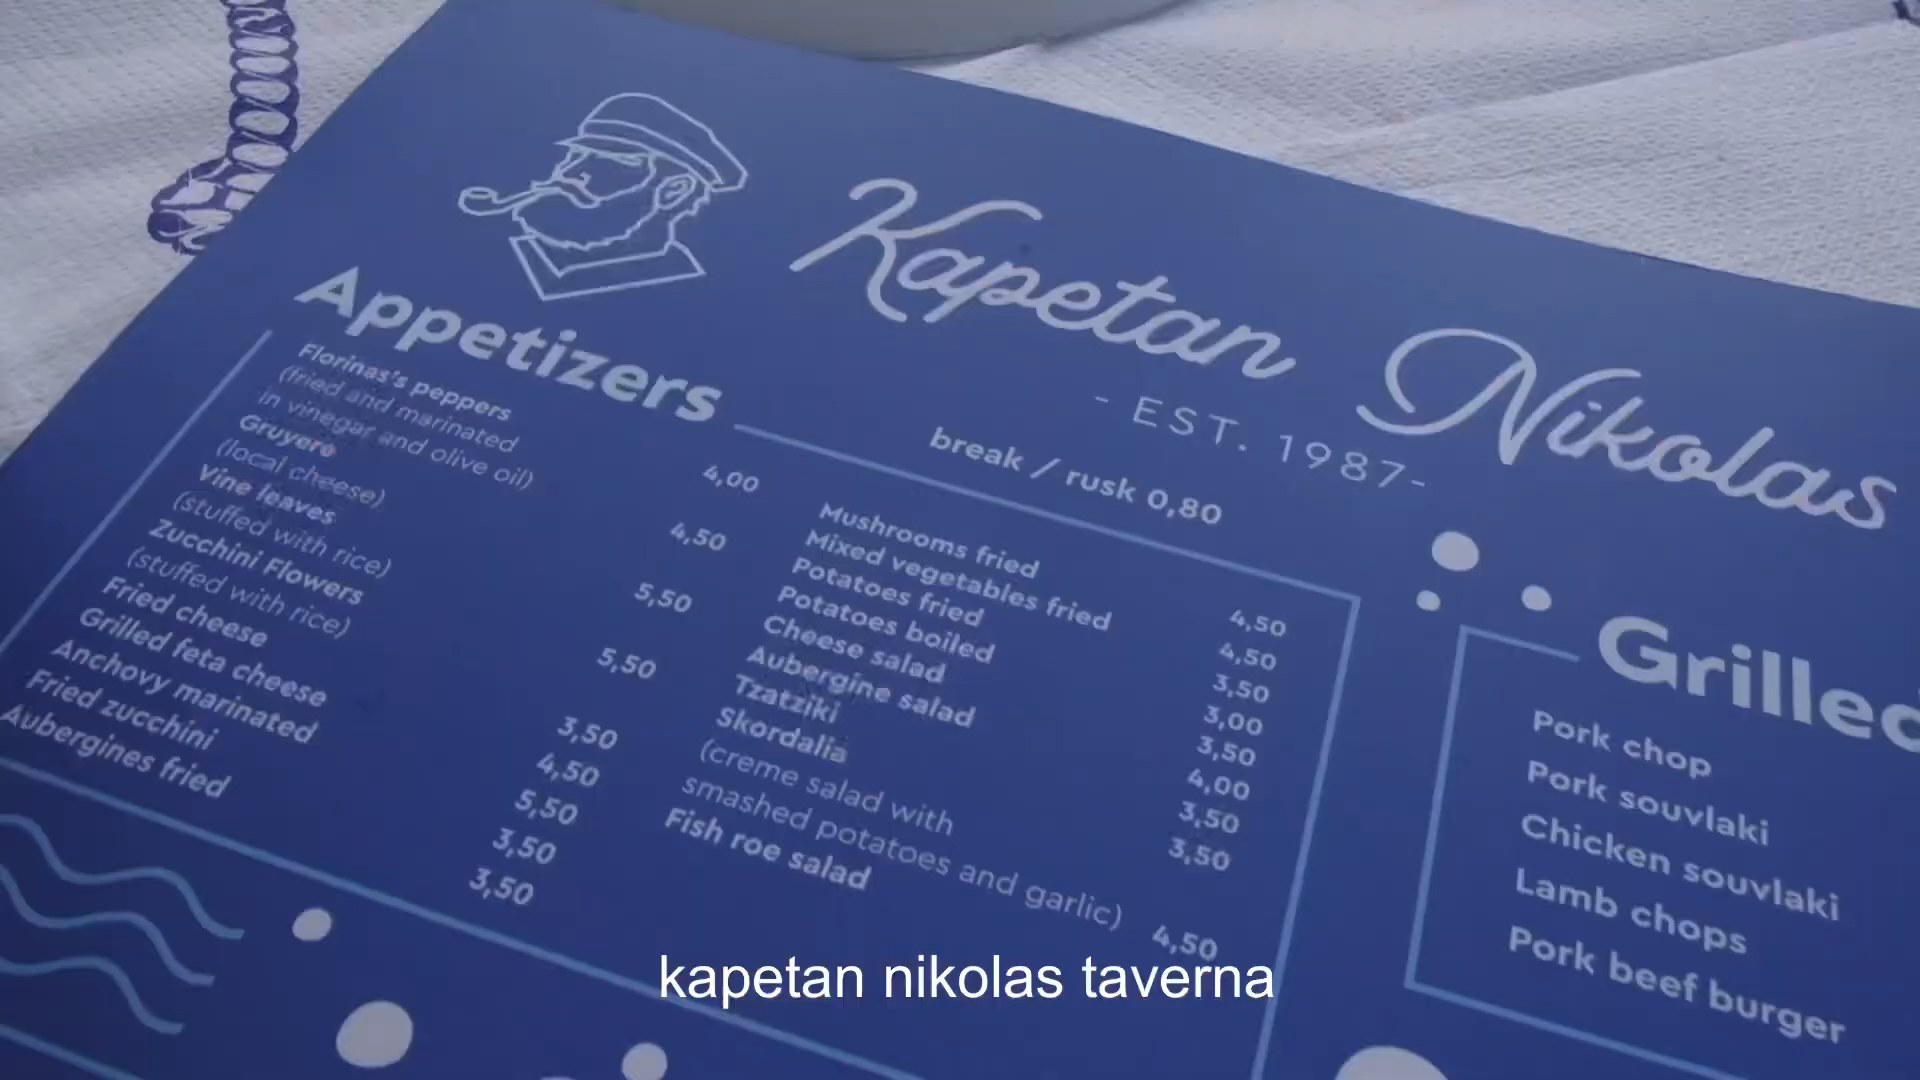 Kapetan Nikolas
- EST. 1987-
break / rusk 0,80
Appetizers
Florinas's peppers
(fried and marinated
in vinegar and olive oil) 4,00
Gruyere
(local cheese) 4,50
Vine leaves
(stuffed with rice) 5,50
Zucchini Flowers
(stuffed with rice) 5,50
Fried cheese 3,50
Grilled feta cheese 4,50
Anchovy marinated 5,50
Fried zucchini 3,50
Aubergines fried 3,50
Mushrooms fried 4,50
Mixed vegetables fried 4,50
Potatoes fried 3,50
Potatoes boiled 3,00
Cheese salad 3,50
Aubergine salad 4,00
Tzatziki 3,50
Skordalia 3,50
(creme salad with
smashed potatoes and garlic)
Fish roe salad 4,50
Grilled
Pork chop
Pork souvlaki
Chicken souvlaki
Lamb chops
Pork beef burger
kapetan nikolas taverna